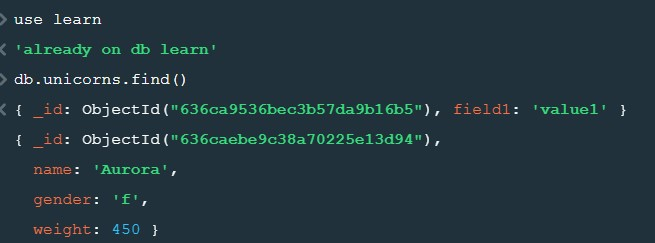 > use learn
< 'already on db learn'
> db.unicorns.find()
< { _id: ObjectId("636ca9536bec3b57da9b16b5"), field1: 'value1' }
{ _id: ObjectId("636caebe9c38a70225e13d94"),
name: 'Aurora',
gender: 'f',
weight: 450 }